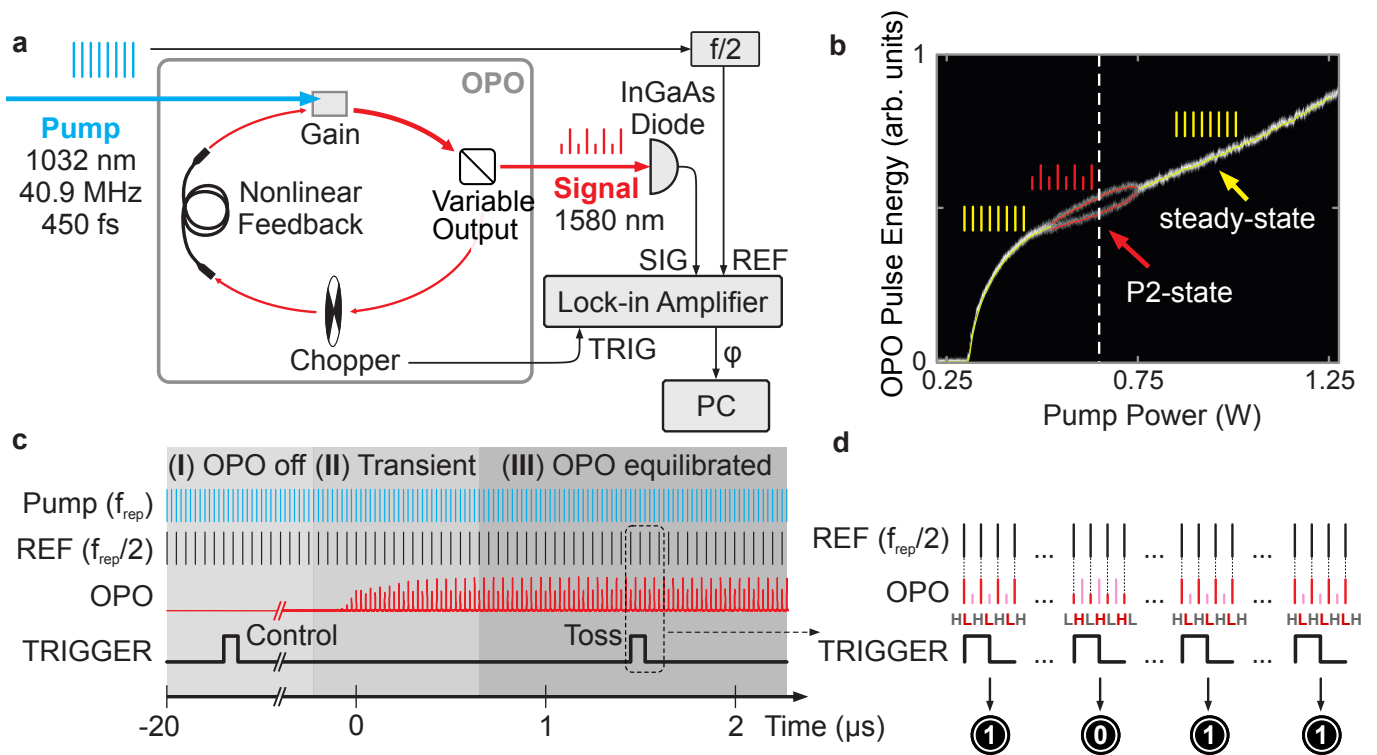 a
f/2
OPO
InGaAs
Diode
Gain
Pump
1032 nm
40.9 MHz
450 fs
Nonlinear
Feedback
Variable
Output
Signal
1580 nm
SIG
REF
Lock-in Amplifier
Chopper
TRIG
φ
PC
b
OPO Pulse Energy (arb. units)
1
0
steady-state
P2-state
0.25
0.75
1.25
Pump Power (W)
c
(I) OPO off
(II) Transient
(III) OPO equilibrated
Pump (frep)
REF (frep/2)
OPO
TRIGGER
Control
Toss
-20
0
1
2
Time (µs)
d
REF (frep/2)
... ... ...
OPO
... ... ...
HLHLHLH
LHLHLHL
HLHLHLH
HLHLHLH
TRIGGER
... ... ...
1
0
1
1